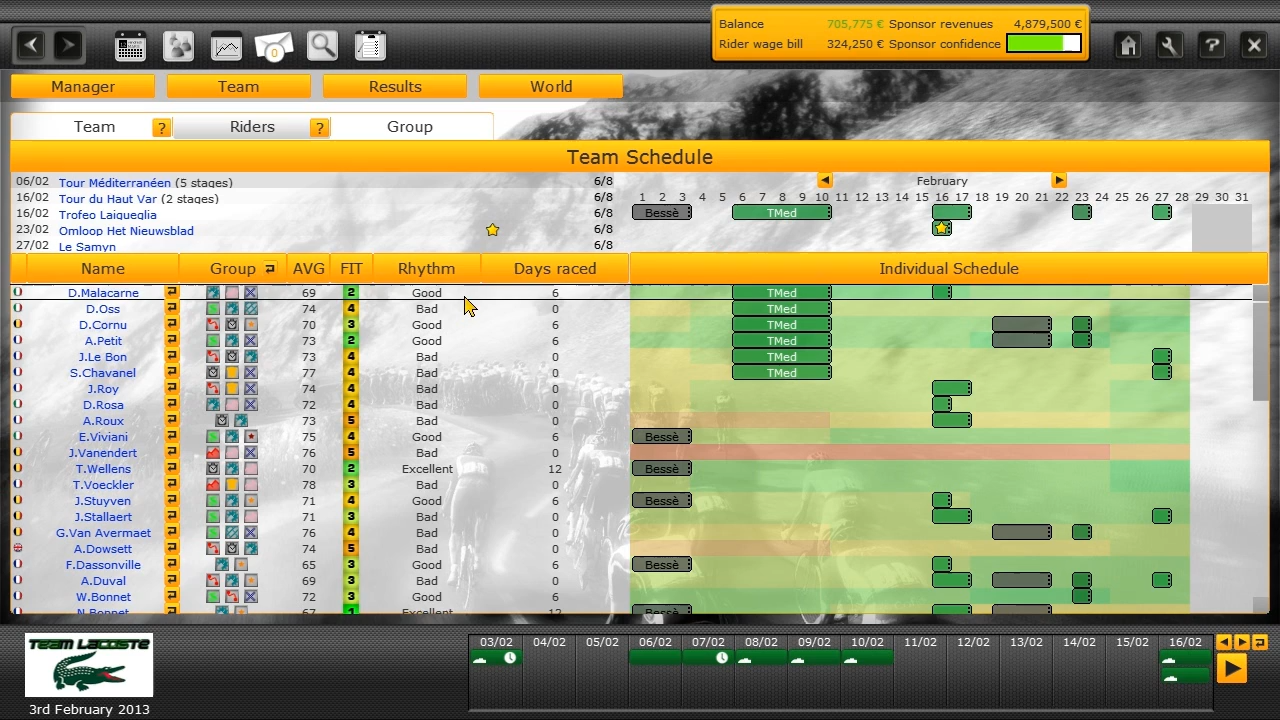 Balance 705,775 € Sponsor revenues 4,879,500 €
Rider wage bill 324,250 € Sponsor confidence
0
Manager Team Results World
Team ? Riders ? Group
Team Schedule
06/02 Tour Méditerranéen (5 stages) 6/8 February
16/02 Tour du Haut Var (2 stages) 6/8 1 2 3 4 5 6 7 8 9 10 11 12 13 14 15 16 17 18 19 20 21 22 23 24 25 26 27 28 29 30 31
16/02 Trofeo Laigueglia 6/8 Bessè TMed
23/02 Omloop Het Nieuwsblad 6/8
27/02 Le Samyn 6/8
Name Group AVG FIT Rhythm Days raced Individual Schedule
D.Malacarne 69 2 Good 6 TMed
D.Oss 74 4 Bad 0 TMed
D.Cornu 70 3 Good 6 TMed
A.Petit 73 2 Good 6 TMed
J.Le Bon 73 4 Bad 0 TMed
S.Chavanel 77 4 Bad 0 TMed
J.Roy 74 4 Bad 0
D.Rosa 72 4 Bad 0
A.Roux 73 5 Bad 0
E.Viviani 75 4 Good 6 Bessè
J.Vanendert 76 5 Bad 0
T.Wellens 70 2 Excellent 12 Bessè
T.Voeckler 78 3 Bad 0
J.Stuyven 71 4 Good 6 Bessè
J.Stallaert 71 3 Bad 0
G.Van Avermaet 76 4 Bad 0
A.Dowsett 74 5 Bad 0
F.Dassonville 65 3 Good 6 Bessè
A.Duval 69 3 Bad 0
W.Bonnet 72 3 Good 6
N.Bonnet 67 1 Excellent 12 Bessè
TEAM LACOSTE
3rd February 2013
03/02 04/02 05/02 06/02 07/02 08/02 09/02 10/02 11/02 12/02 13/02 14/02 15/02 16/02